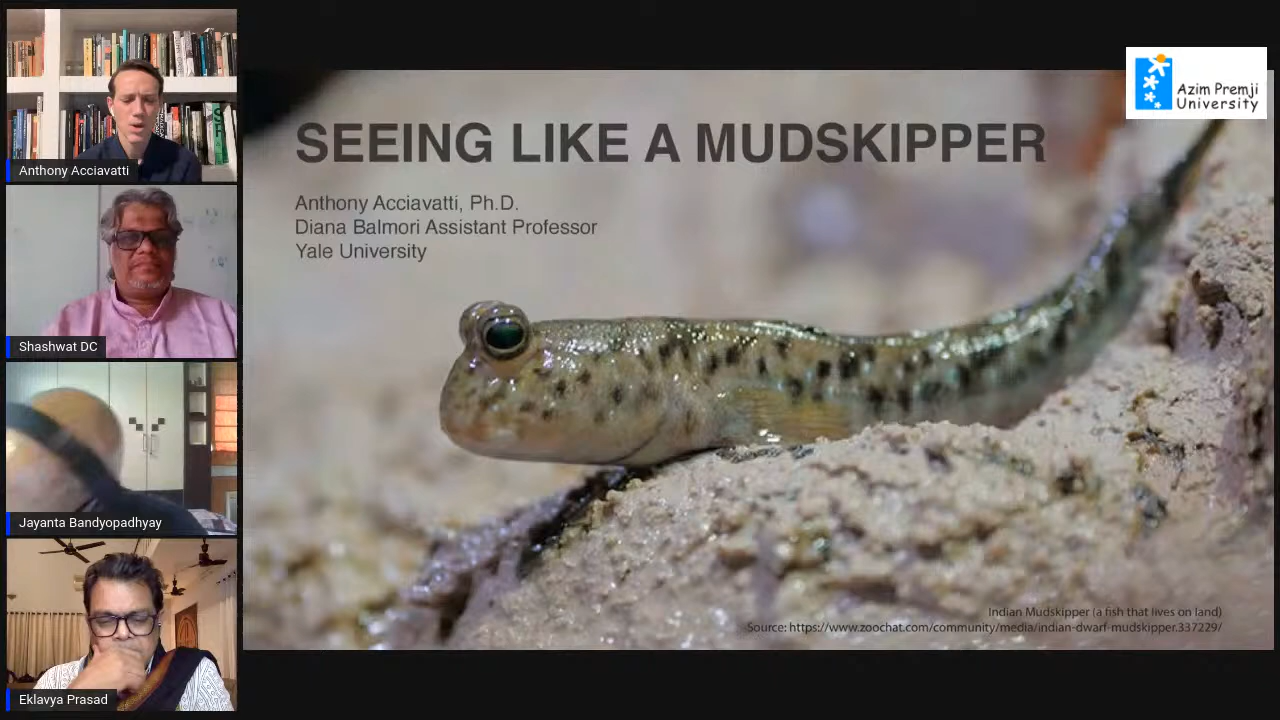 Anthony Acciavatti
Shashwat DC
Jayanta Bandyopadhyay
Eklavya Prasad
SEEING LIKE A MUDSKIPPER
Anthony Acciavatti, Ph.D.
Diana Balmori Assistant Professor
Yale University
Azim Premji
University
Indian Mudskipper (a fish that lives on land)
Source: https://www.zoochat.com/community/media/indian-dwarf-mudskipper.337229/